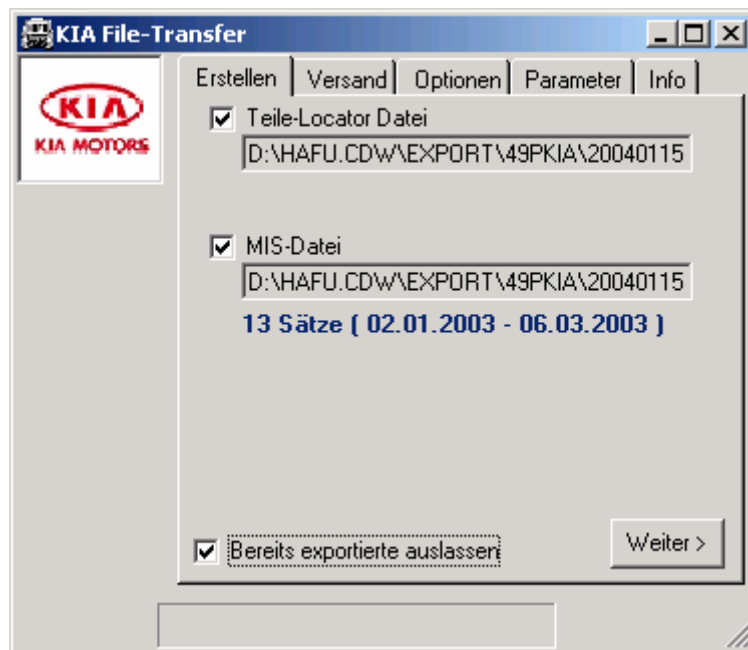 KIA File-Transfer
KIA
KIA MOTORS
Erstellen Versand Optionen Parameter Info
Teile-Locator Datei
D:\HAFU.CDW\EXPORT\49PKIA\20040115
MIS-Datei
D:\HAFU.CDW\EXPORT\49PKIA\20040115
13 Sätze ( 02.01.2003 - 06.03.2003 )
Bereits exportierte auslassen
Weiter >